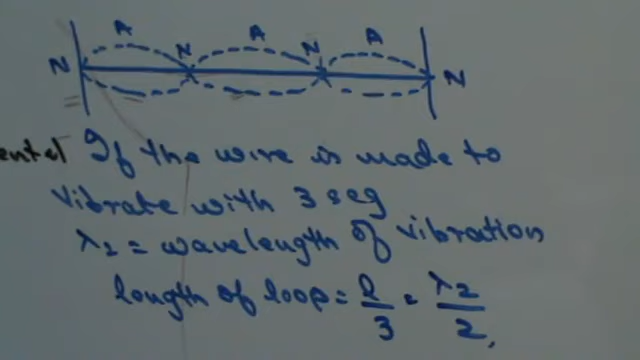 A A A
N N N N
ental If the wire is made to
vibrate with 3 seg
λ2 = wavelength of vibration
length of loop = l/3 = λ2/2,